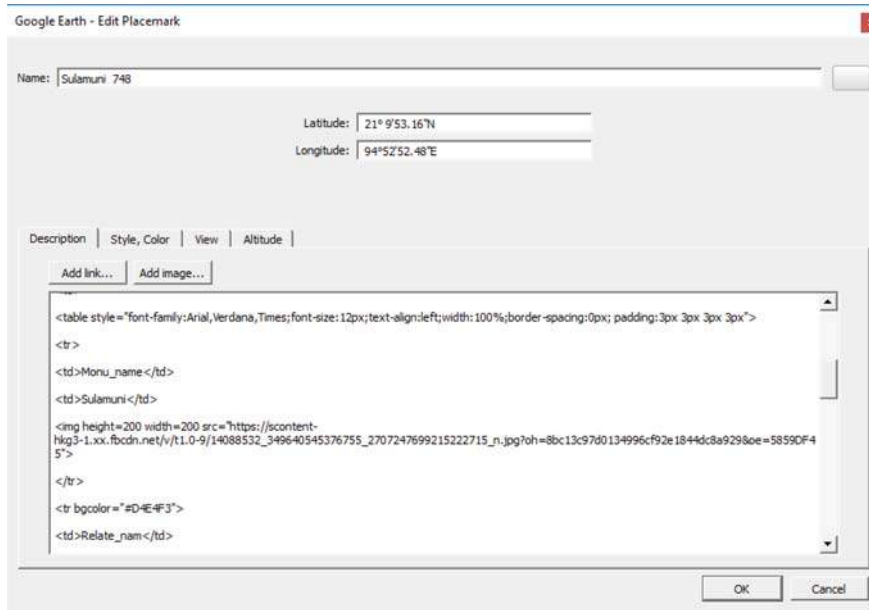 Google Earth - Edit Placemark
Name: Sulamuni 748
Latitude: 21° 9'53.16"N
Longitude: 94°52'52.48"E
Description Style, Color View Altitude
Add link... Add image...
<table style="font-family:Arial,Verdana,Times;font-size:12px;text-align:left;width:100%;border-spacing:0px; padding:3px 3px 3px 3px">
<tr>
<td>Monu_name</td>
<td>Sulamuni</td>
<img height=200 width=200 src="https://scontent-
hkg3-1.xx.fbcdn.net/v/t1.0-9/14088532_349640545376755_2707247699215222715_n.jpg?oh=8bc13c97d0134996cf92e1844dc8a929&oe=5859DF4
5">
</tr>
<tr bgcolor="#D4E4F3">
<td>Relate_nam</td>
OK Cancel